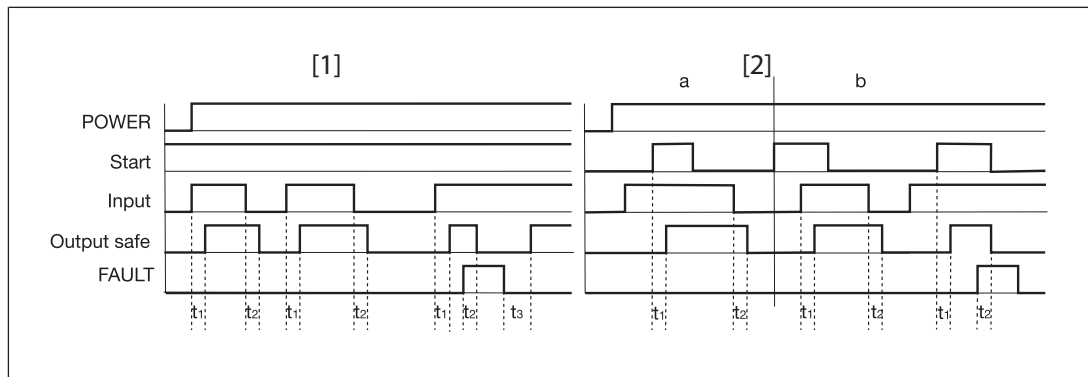 [1]
[2]
a
b
POWER
Start
Input
Output safe
FAULT
t1 t2 t1 t2 t1 t2 t3 t1 t2 t1 t2 t1 t2